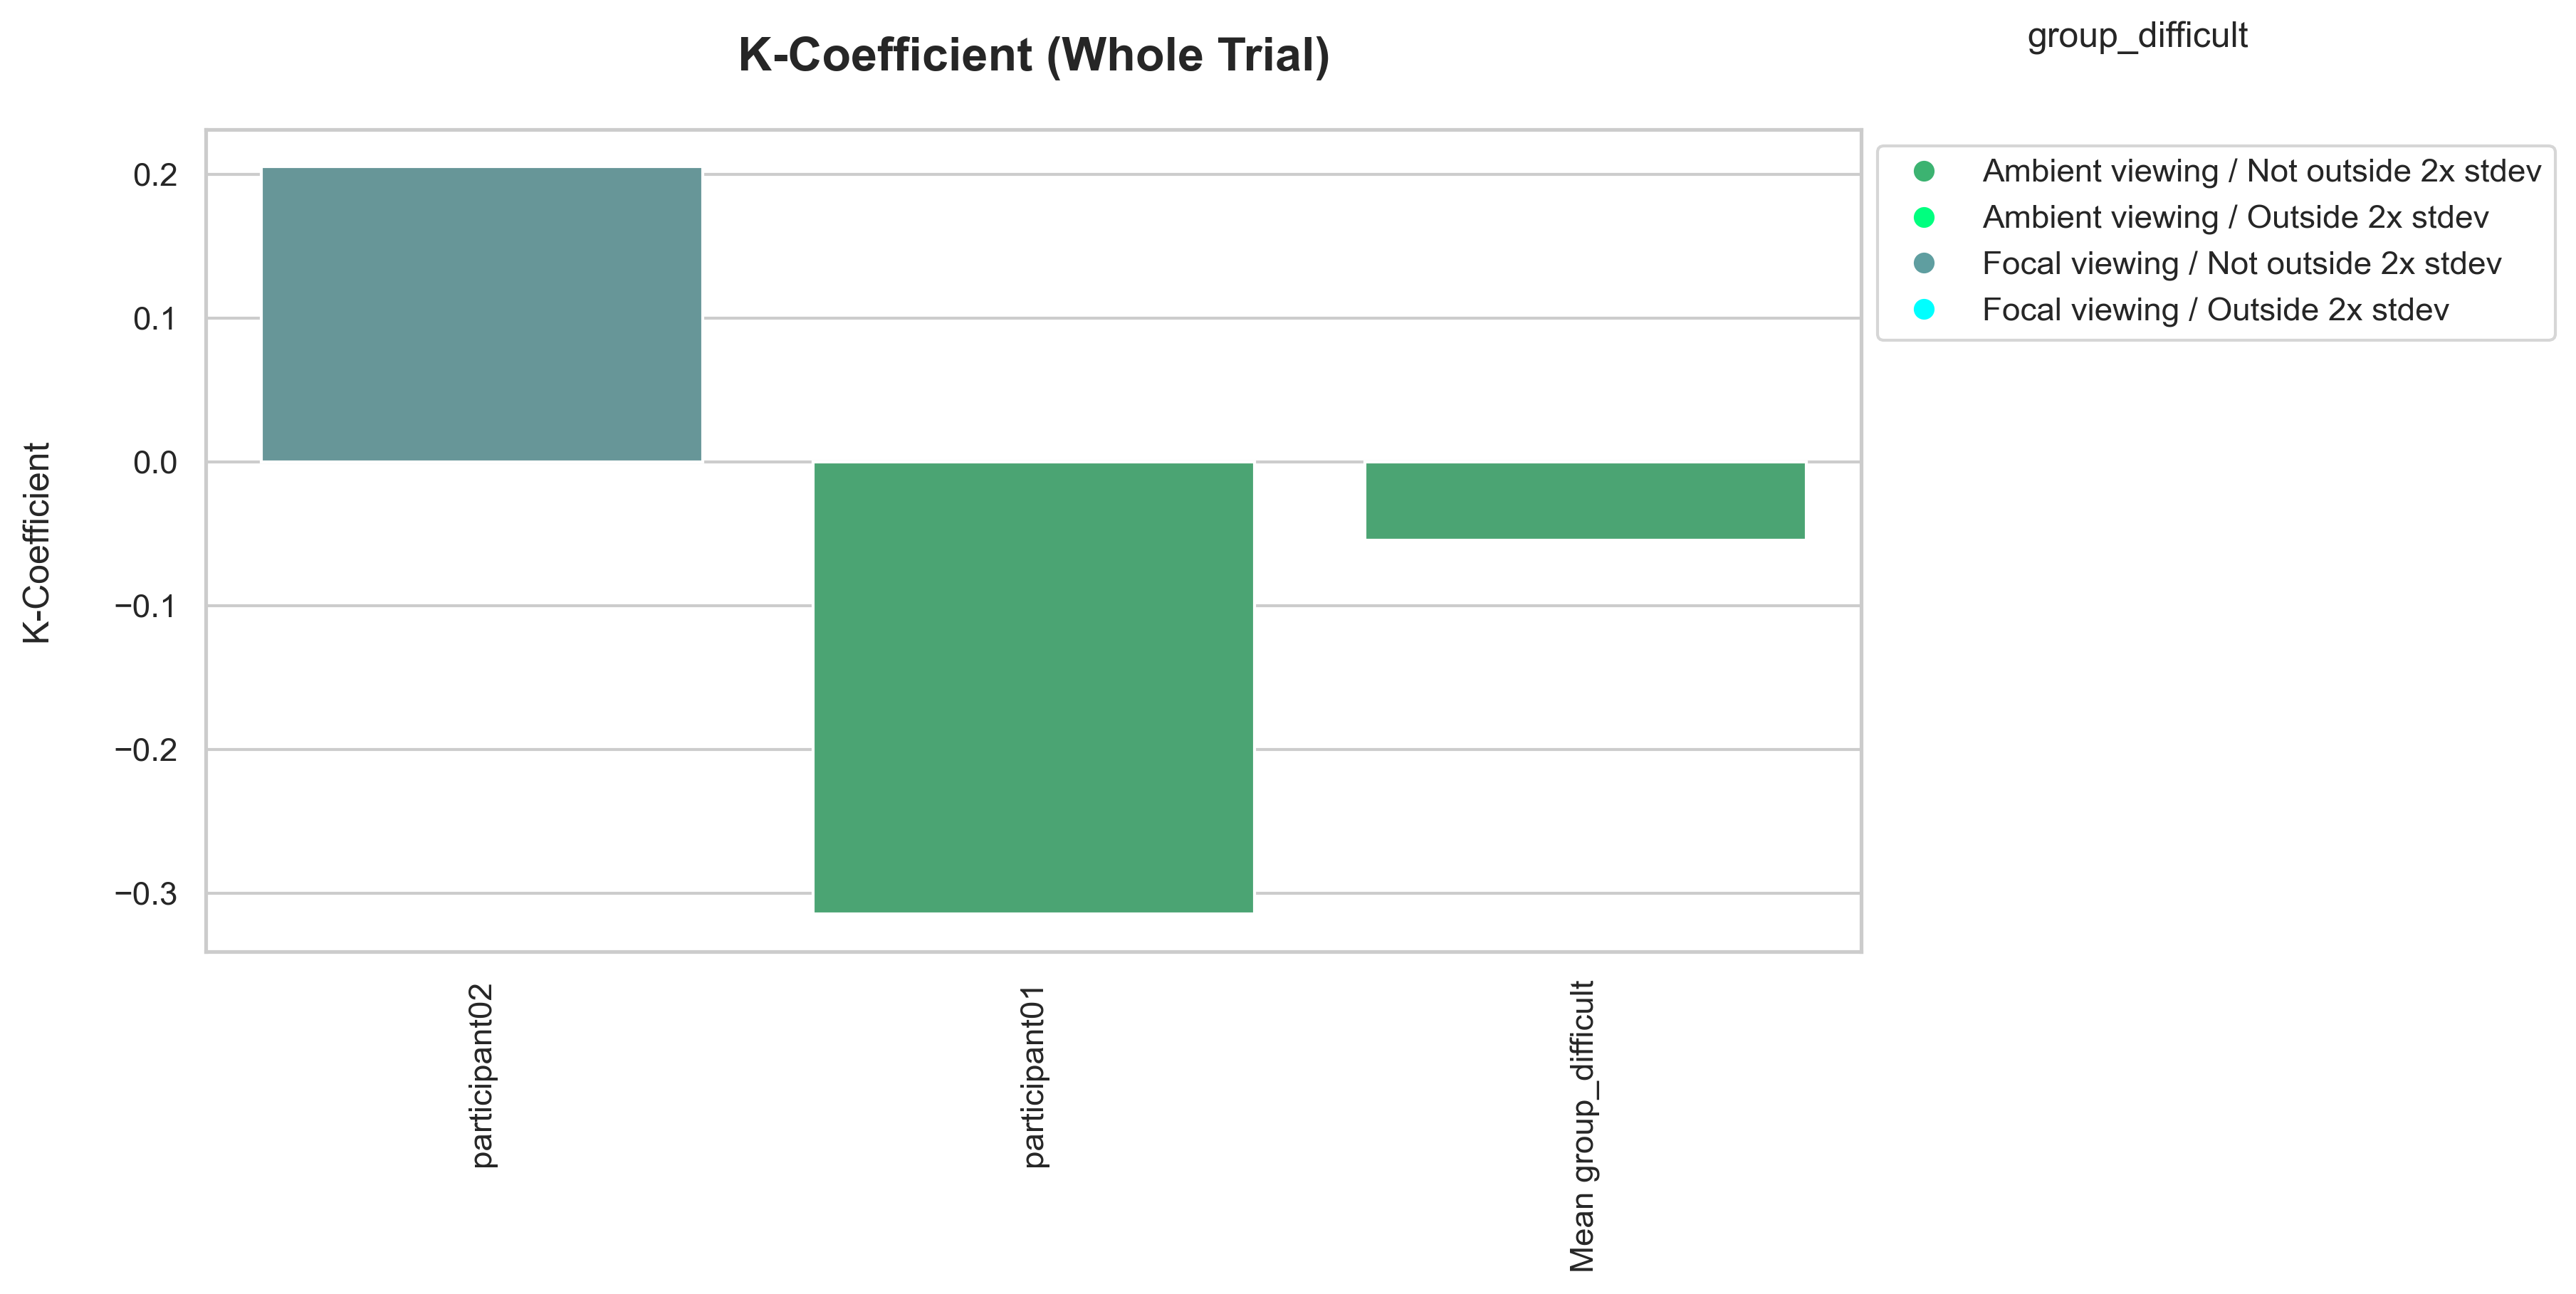 K-Coefficient (Whole Trial)
group_difficult
Ambient viewing / Not outside 2x stdev
Ambient viewing / Outside 2x stdev
Focal viewing / Not outside 2x stdev
Focal viewing / Outside 2x stdev
K-Coefficient
0.2
0.1
0.0
−0.1
−0.2
−0.3
participant02
participant01
Mean group_difficult